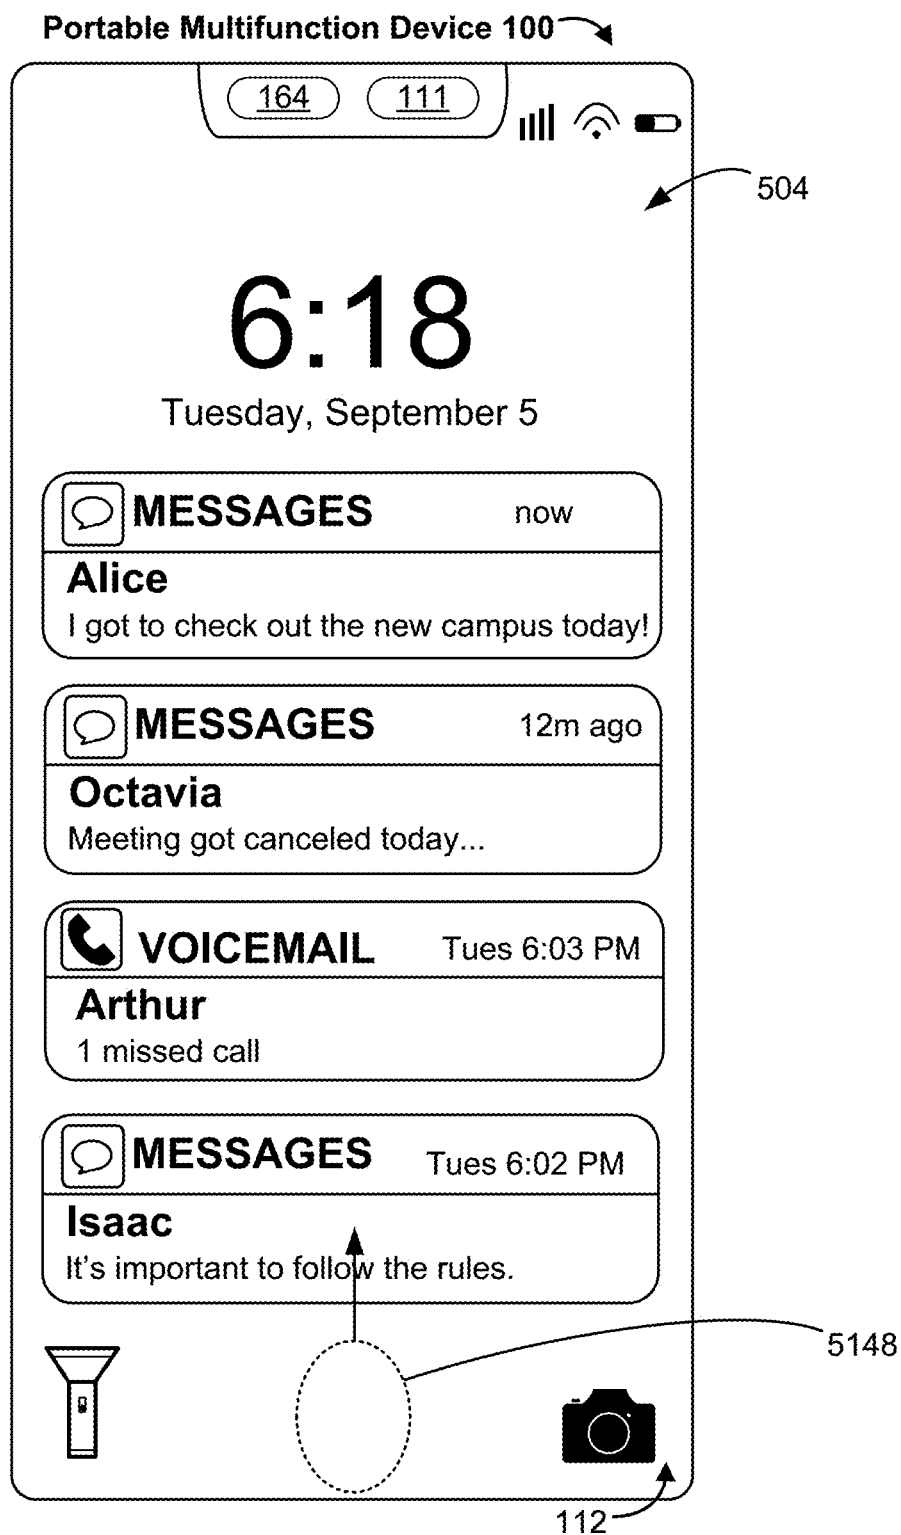 Portable Multifunction Device 100
164 111
504
6:18
Tuesday, September 5
MESSAGES now
Alice
I got to check out the new campus today!
MESSAGES 12m ago
Octavia
Meeting got canceled today...
VOICEMAIL Tues 6:03 PM
Arthur
1 missed call
MESSAGES Tues 6:02 PM
Isaac
It's important to follow the rules.
5148
112